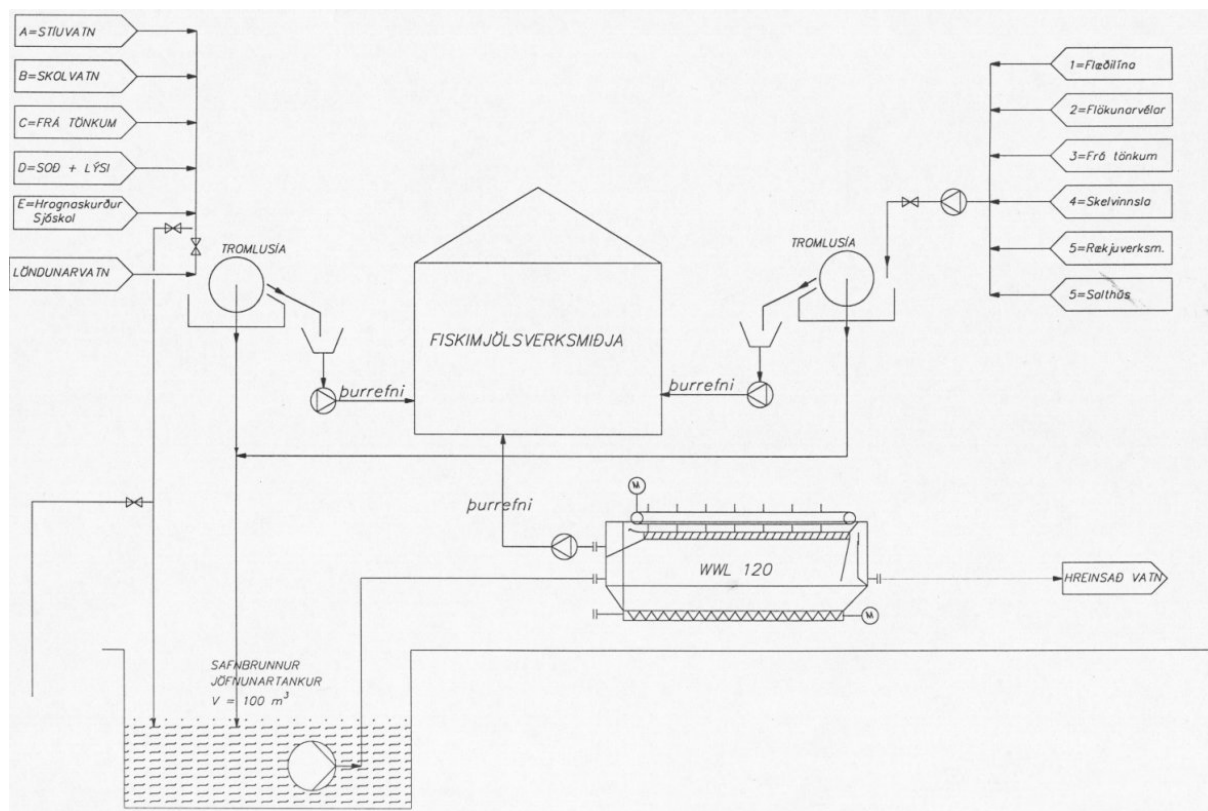 A=STÍUVATN
B=SKOLVATN
C=FRÁ TÖNKUM
D=SOÐ + LÝSI
E=Hrognaskurður
Sjóskol
LÖNDUNARVATN
TROMLUSÍA
FISKIMJÖLSVERKSMIÐJA
þurrefni
þurrefni
TROMLUSÍA
1=Flæðilína
2=Flökunarvélar
3=Frá tönkum
4=Skelvinnsla
5=Rækjuverksm.
5=Salthús
þurrefni
M
WWL 120
M
HREINSAÐ VATN
SAFNBRUNNUR
JÖFNUNARTANKUR
V = 100 m³